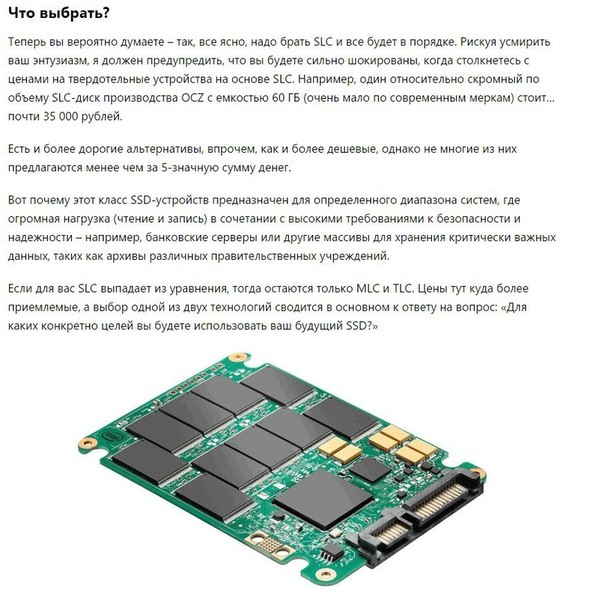 Что выбрать?
Теперь вы вероятно думаете – так, все ясно, надо брать SLC и все будет в порядке. Рискуя усмирить
ваш энтузиазм, я должен предупредить, что вы будете сильно шокированы, когда столкнетесь с
ценами на твердотельные устройства на основе SLC. Например, один относительно скромный по
объему SLC-диск производства OCZ с емкостью 60 ГБ (очень мало по современным меркам) стоит...
почти 35 000 рублей.
Есть и более дорогие альтернативы, впрочем, как и более дешевые, однако не многие из них
предлагаются менее чем за 5-значную сумму денег.
Вот почему этот класс SSD-устройств предназначен для определенного диапазона систем, где
огромная нагрузка (чтение и запись) в сочетании с высокими требованиями к безопасности и
надежности – например, банковские серверы или другие массивы для хранения критически важных
данных, таких как архивы различных правительственных учреждений.
Если для вас SLC выпадает из уравнения, тогда остаются только MLC и TLC. Цены тут куда более
приемлемые, а выбор одной из двух технологий сводится в основном к ответу на вопрос: «Для
каких конкретно целей вы будете использовать ваш будущий SSD?»